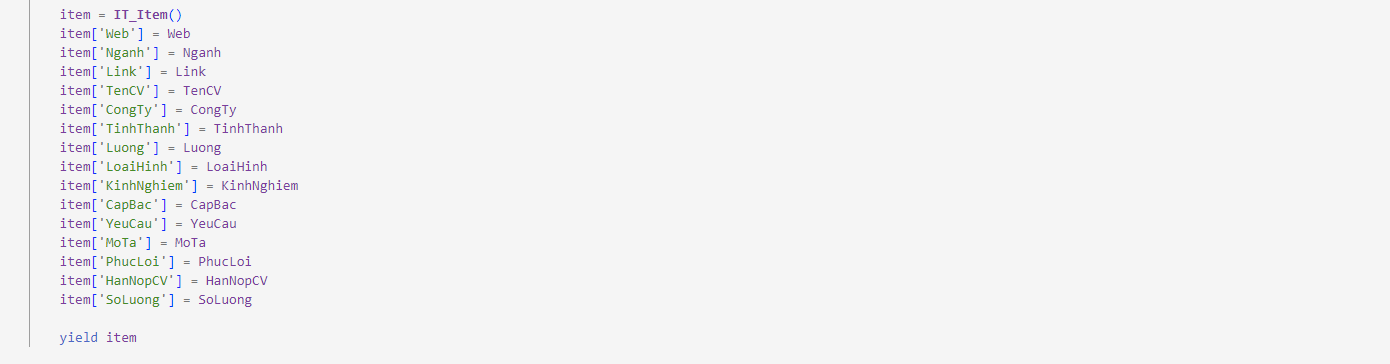 item = IT_Item()
item['Web'] = Web
item['Nganh'] = Nganh
item['Link'] = Link
item['TenCV'] = TenCV
item['CongTy'] = CongTy
item['TinhThanh'] = TinhThanh
item['Luong'] = Luong
item['LoaiHinh'] = LoaiHinh
item['KinhNghiem'] = KinhNghiem
item['CapBac'] = CapBac
item['YeuCau'] = YeuCau
item['MoTa'] = MoTa
item['PhucLoi'] = PhucLoi
item['HanNopCV'] = HanNopCV
item['SoLuong'] = SoLuong
yield item